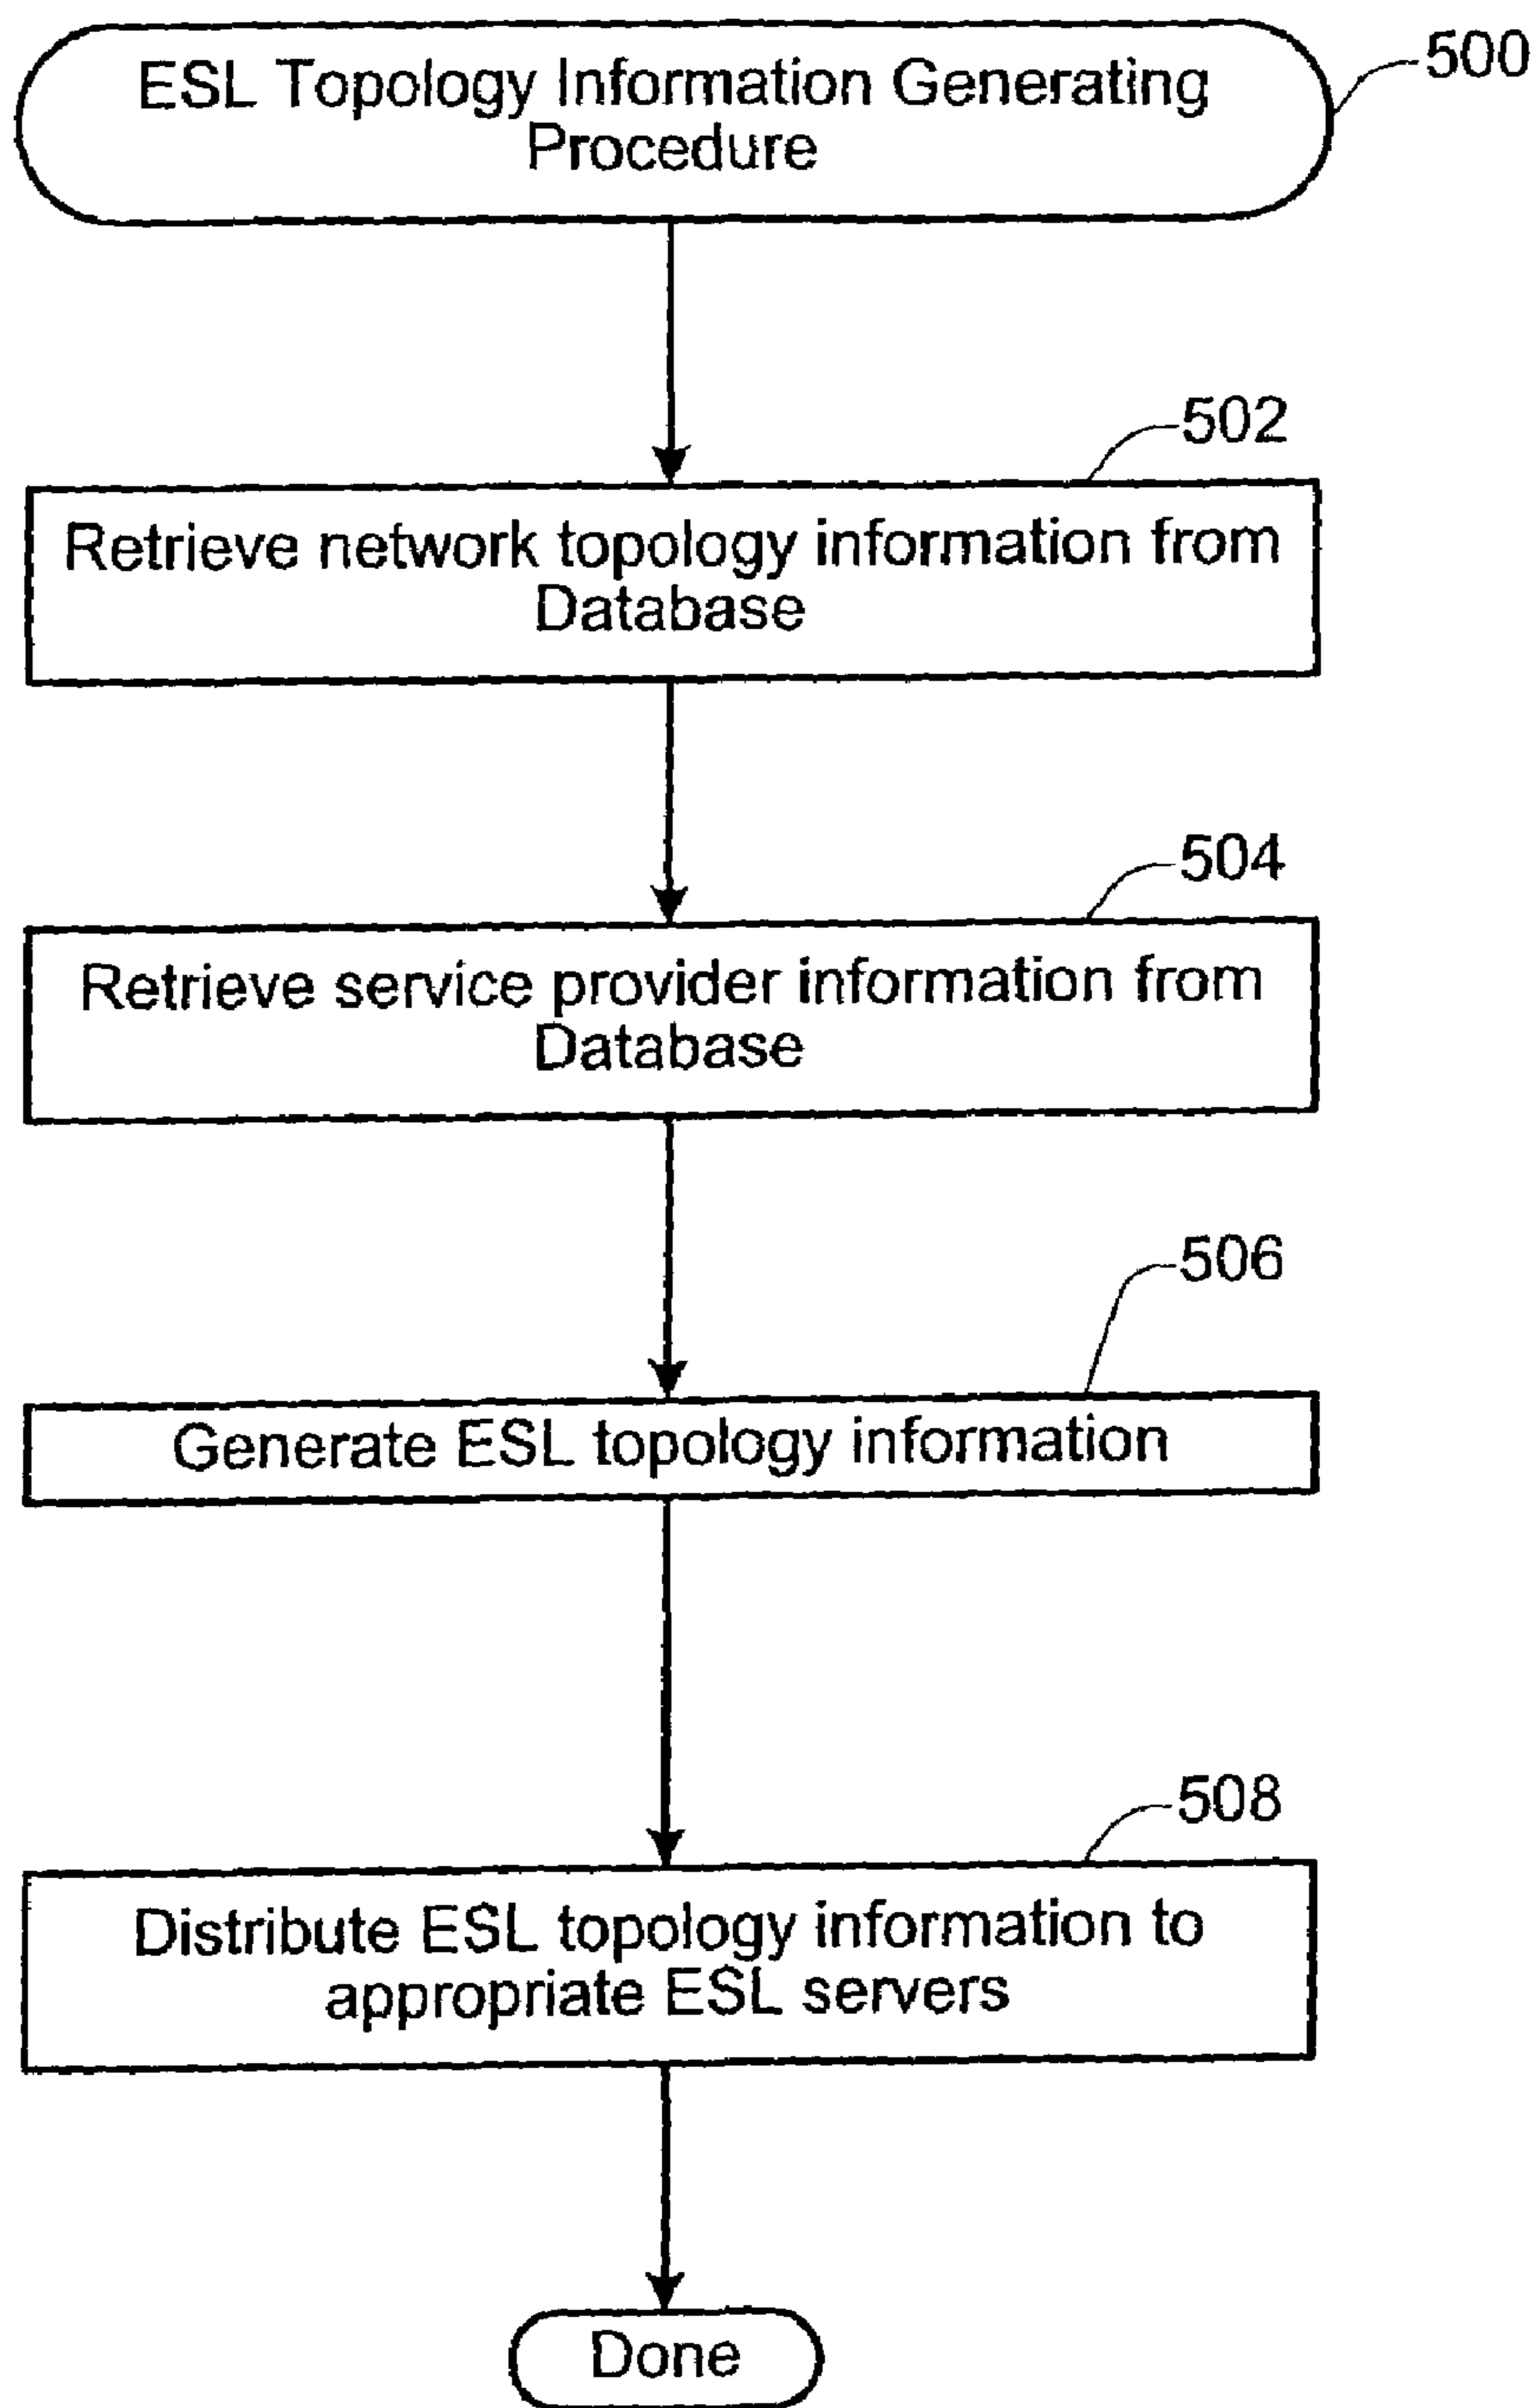 ESL Topology Information Generating
Procedure
500
502
Retrieve network topology information from
Database
504
Retrieve service provider information from
Database
506
Generate ESL topology information
508
Distribute ESL topology information to
appropriate ESL servers
Done